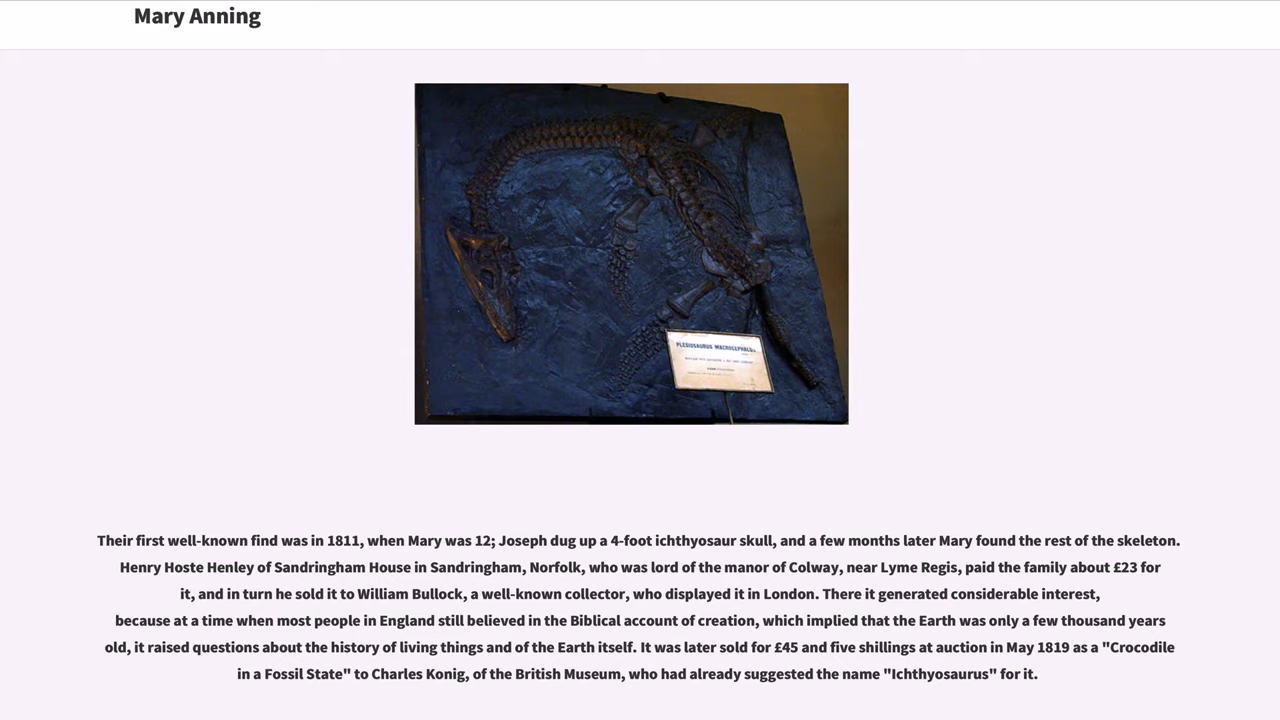 Mary Anning
PLESIOSAURUS MACROCEPHALUS
Their first well-known find was in 1811, when Mary was 12; Joseph dug up a 4-foot ichthyosaur skull, and a few months later Mary found the rest of the skeleton.
Henry Hoste Henley of Sandringham House in Sandringham, Norfolk, who was lord of the manor of Colway, near Lyme Regis, paid the family about £23 for
it, and in turn he sold it to William Bullock, a well-known collector, who displayed it in London. There it generated considerable interest,
because at a time when most people in England still believed in the Biblical account of creation, which implied that the Earth was only a few thousand years
old, it raised questions about the history of living things and of the Earth itself. It was later sold for £45 and five shillings at auction in May 1819 as a "Crocodile
in a Fossil State" to Charles Konig, of the British Museum, who had already suggested the name "Ichthyosaurus" for it.